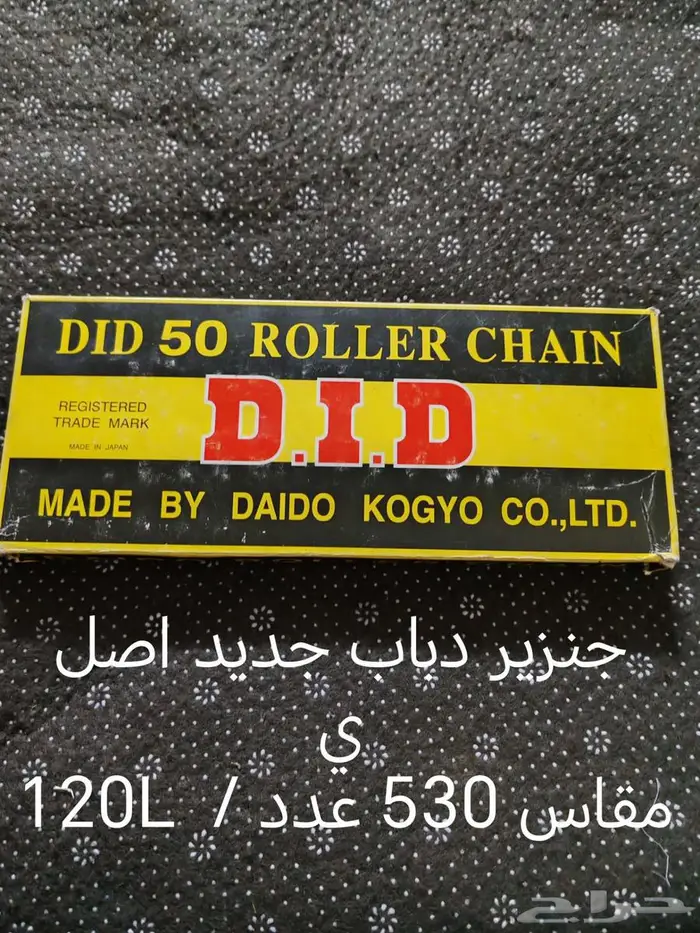 DID 50 ROLLER CHAIN
REGISTERED
TRADE MARK
MADE IN JAPAN
D.I.D
MADE BY DAIDO KOGYO CO.,LTD.
جنزير دباب جديد اصل
ي
مقاس 530 عدد / 120L
حراج